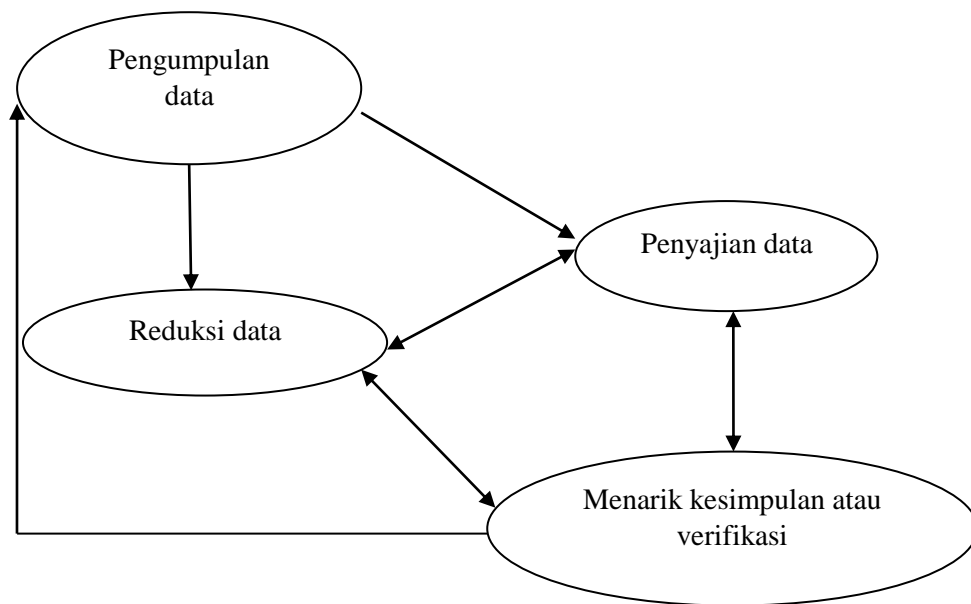 Pengumpulan
data
Penyajian data
Reduksi data
Menarik kesimpulan atau
verifikasi